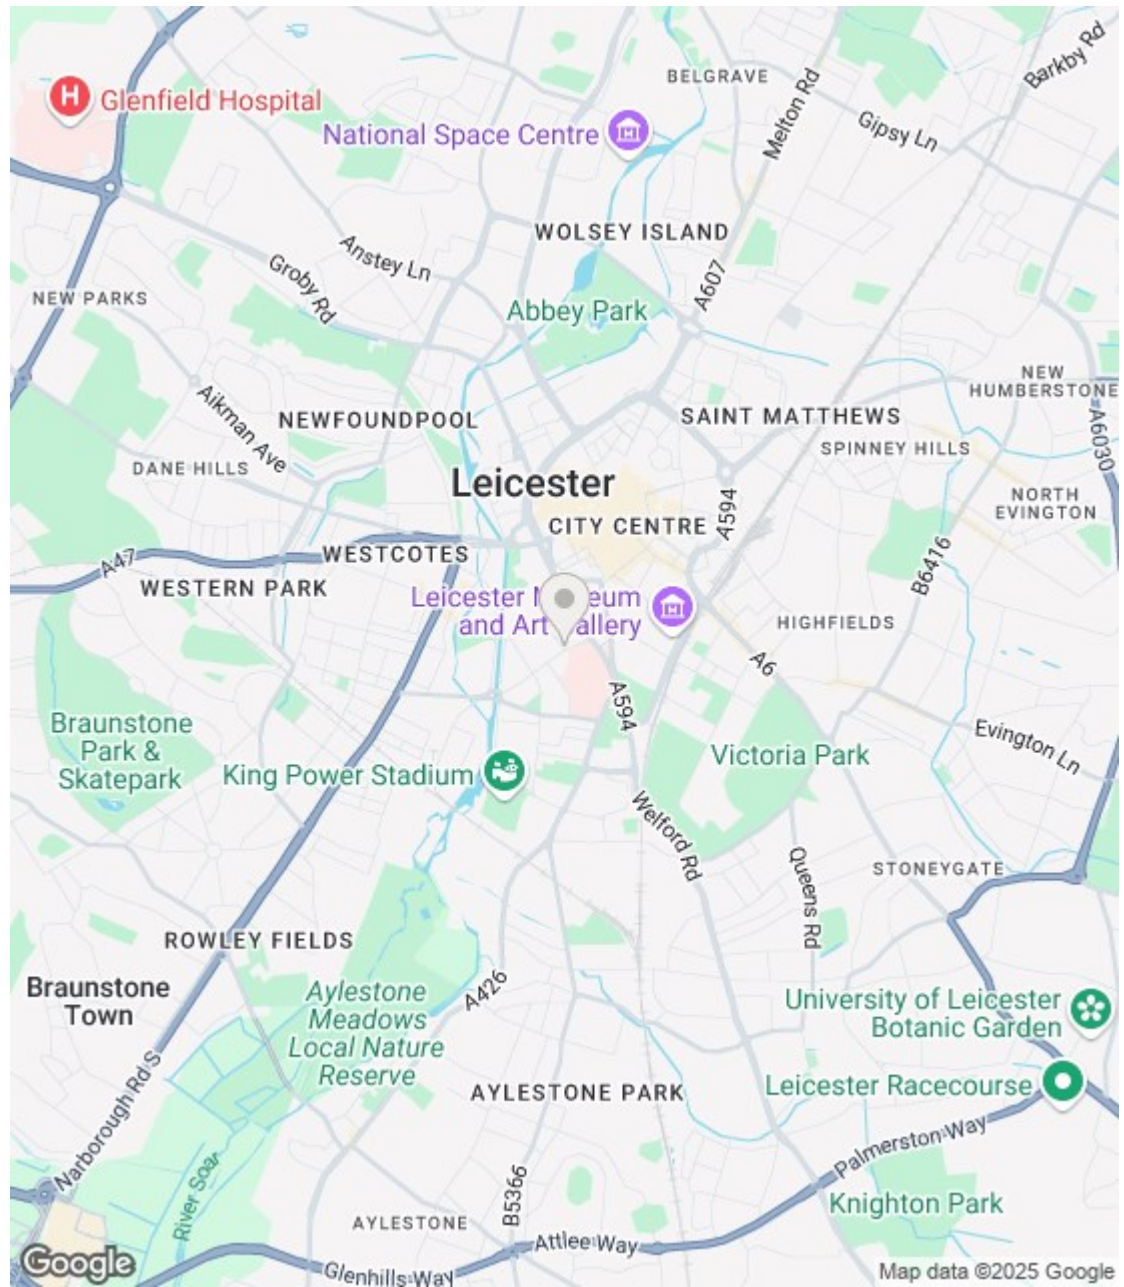 Barkby Rd
BELGRAVE
H Glenfield Hospital
Melton Rd
Gipsy Ln
National Space Centre
WOLSEY ISLAND
Anstey Ln
Groby Rd
A607
NEW PARKS
Abbey Park
NEW
HUMBERSTONE
Aikman Ave
NEWFOUNDPOOL
SAINT MATTHEWS
A6030
SPINNEY HILLS
DANE HILLS
Leicester
NORTH
EVINGTON
CITY CENTRE
A594
A47
WESTCOTES
B6416
WESTERN PARK
Leicester M eum
and Art allery
HIGHFIELDS
A6
A594
Braunstone
Park &
Skatepark
Evington Ln
Victoria Park
King Power Stadium
Welford Rd
Queens Rd
STONEYGATE
ROWLEY FIELDS
Braunstone
Town
A426
Aylestone
Meadows
Local Nature
Reserve
University of Leicester
Botanic Garden
Leicester Racecourse
AYLESTONE PARK
Narborough Rd S
Palmerston Way
River Soar
B5366
Knighton Park
AYLESTONE
Attlee Way
Glenhills Way
Google
Map data ©2025 Google